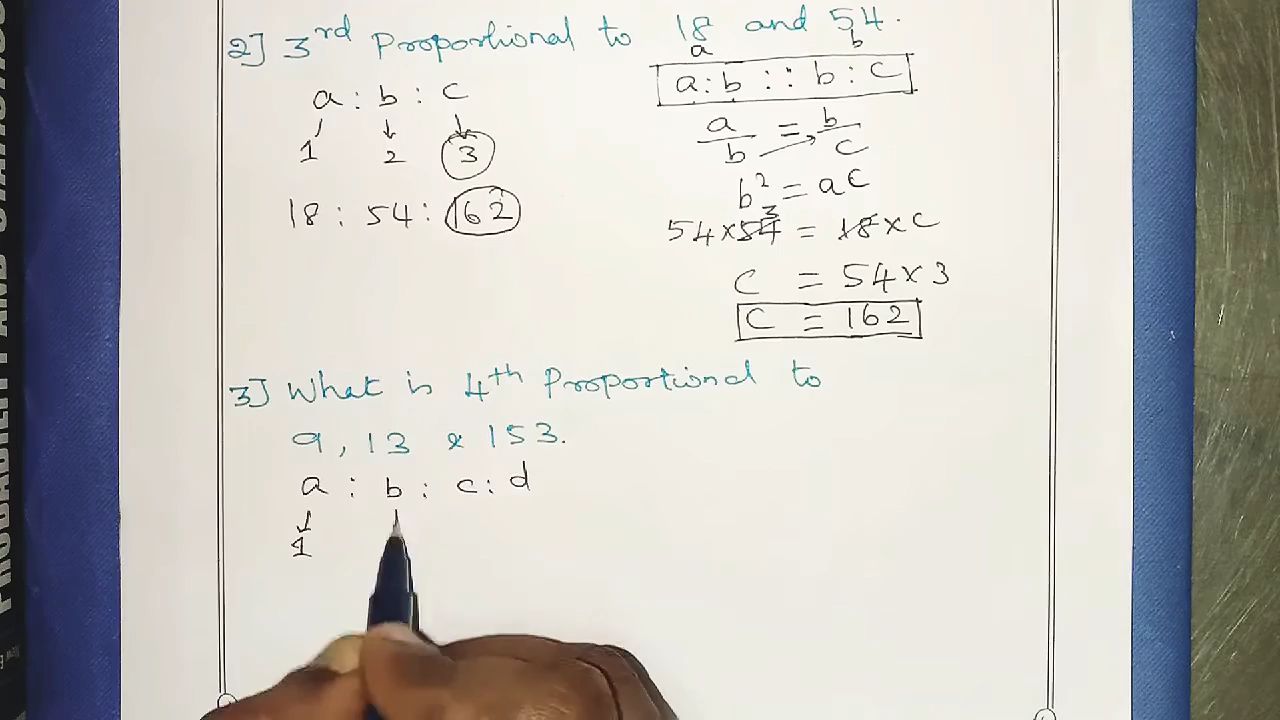 2] 3rd Proportional to 18 and 54.
a b
a : b : c
1 2 3
18 : 54 : 162
a : b :: b : c
a/b = b/c
b² = ac
54×54 = 18×c
3
c = 54×3
c = 162
3] What is 4th Proportional to
9, 13 & 153.
a : b : c : d
1